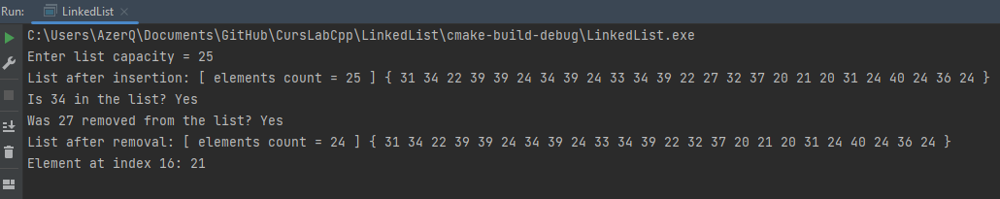 Run: LinkedList
C:\Users\AzerQ\Documents\GitHub\CursLabCpp\LinkedList\cmake-build-debug\LinkedList.exe
Enter list capacity = 25
List after insertion: [ elements count = 25 ] { 31 34 22 39 39 24 34 39 24 33 34 39 22 27 32 37 20 21 20 31 24 40 24 36 24 }
Is 34 in the list? Yes
Was 27 removed from the list? Yes
List after removal: [ elements count = 24 ] { 31 34 22 39 39 24 34 39 24 33 34 39 22 32 37 20 21 20 31 24 40 24 36 24 }
Element at index 16: 21